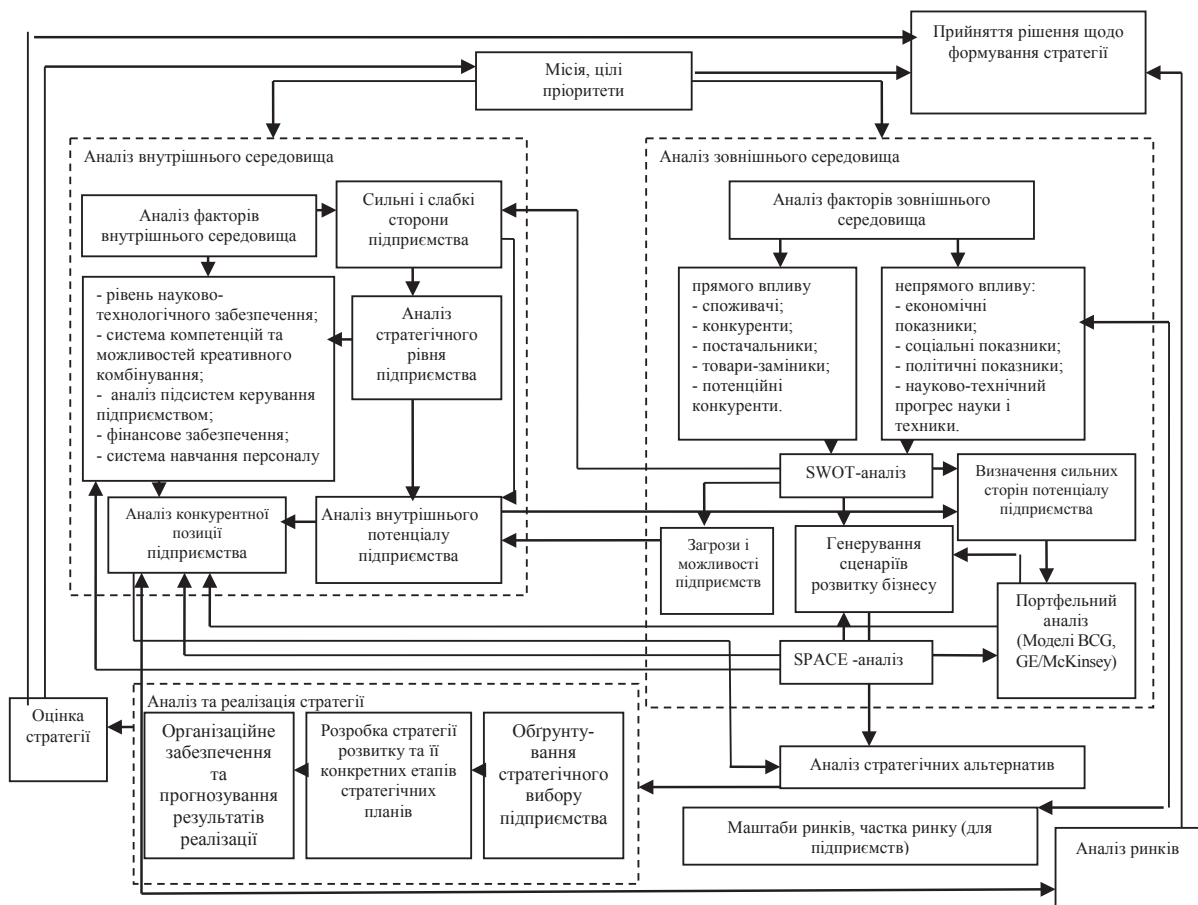 Прийняття рішення щодо
формування стратегії
Місія, цілі
пріоритети
Аналіз внутрішнього середовища
Аналіз факторів
внутрішнього середовища
Сильні і слабкі
сторони
підприємства
- рівень науково-
технологічного забезпечення;
- система компетенцій та
можливостей креативного
комбінування;
- аналіз підсистем керування
підприємством;
- фінансове забезпечення;
- система навчання персоналу
Аналіз
стратегічного
рівня
підприємства
Аналіз конкурентної
позиції
підприємства
Аналіз внутрішнього
потенціалу
підприємства
Аналіз зовнішнього середовища
Аналіз факторів зовнішнього
середовища
прямого впливу
- споживачі;
- конкуренти;
- постачальники;
- товари-заміники;
- потенційні
конкуренти.
непрямого впливу:
- економічні
показники;
- соціальні показники;
- політичні показники;
- науково-технічний
прогрес науки і
техники.
SWOT-аналіз
Визначення сильних
сторін потенціалу
підприємства
Загрози і
можливості
підприємств
Генерування
сценаріїв
розвитку бізнесу
Портфельний
аналіз
(Моделі BCG,
GE/McKinsey)
SPACE -аналіз
Оцінка
стратегії
Аналіз та реалізація стратегії
Організаційне
забезпечення
та
прогнозування
результатів
реалізації
Розробка стратегії
розвитку та її
конкретних етапів
стратегічних
планів
Обґрунту-
вання
стратегічного
вибору
підприємства
Аналіз стратегічних альтернатив
Маштаби ринків, частка ринку (для
підприємств)
Аналіз ринків